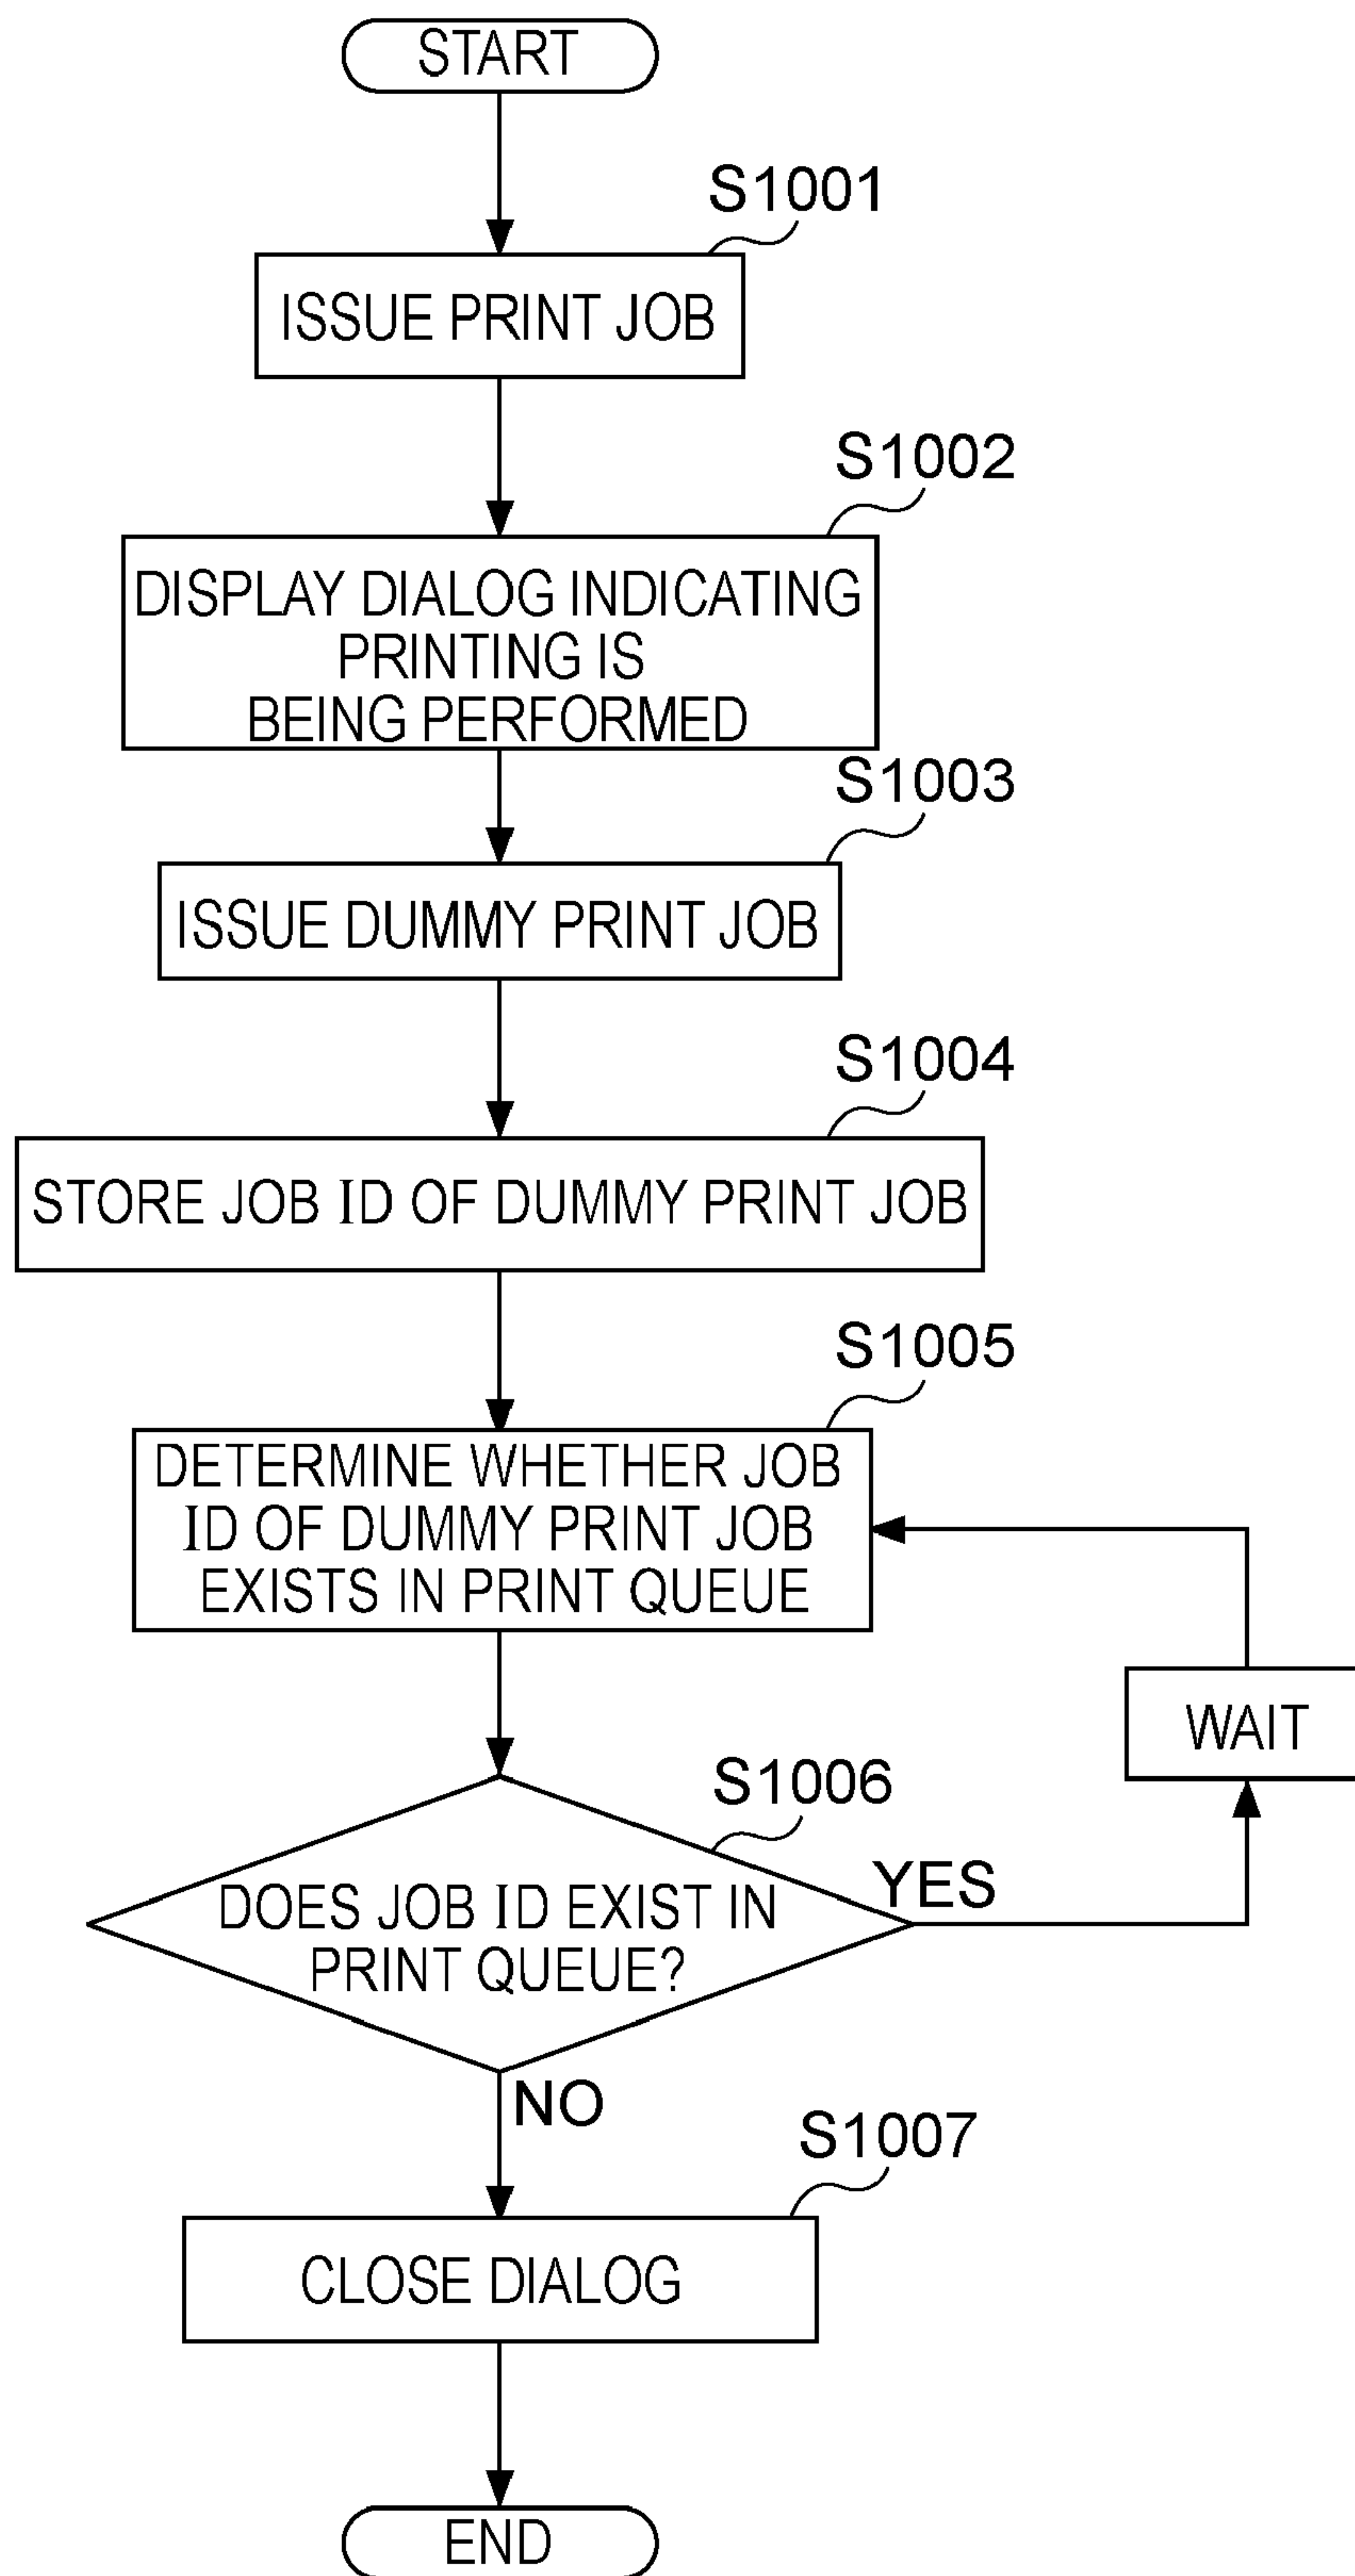 START
S1001
ISSUE PRINT JOB
S1002
DISPLAY DIALOG INDICATING
PRINTING IS
BEING PERFORMED
S1003
ISSUE DUMMY PRINT JOB
S1004
STORE JOB ID OF DUMMY PRINT JOB
S1005
DETERMINE WHETHER JOB
ID OF DUMMY PRINT JOB
EXISTS IN PRINT QUEUE
WAIT
S1006
YES
DOES JOB ID EXIST IN
PRINT QUEUE?
NO
S1007
CLOSE DIALOG
END